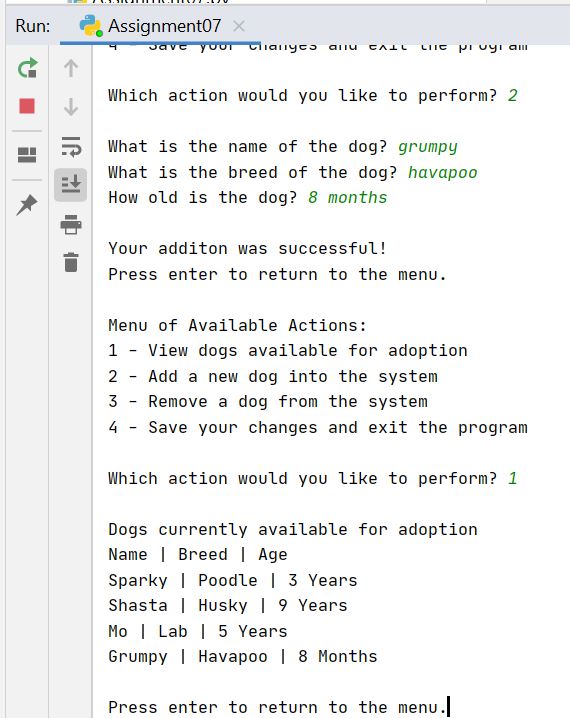 Assignment07.py
Run: Assignment07
4 - Save your changes and exit the program
Which action would you like to perform? 2
What is the name of the dog? grumpy
What is the breed of the dog? havapoo
How old is the dog? 8 months
Your additon was successful!
Press enter to return to the menu.
Menu of Available Actions:
1 - View dogs available for adoption
2 - Add a new dog into the system
3 - Remove a dog from the system
4 - Save your changes and exit the program
Which action would you like to perform? 1
Dogs currently available for adoption
Name | Breed | Age
Sparky | Poodle | 3 Years
Shasta | Husky | 9 Years
Mo | Lab | 5 Years
Grumpy | Havapoo | 8 Months
Press enter to return to the menu.